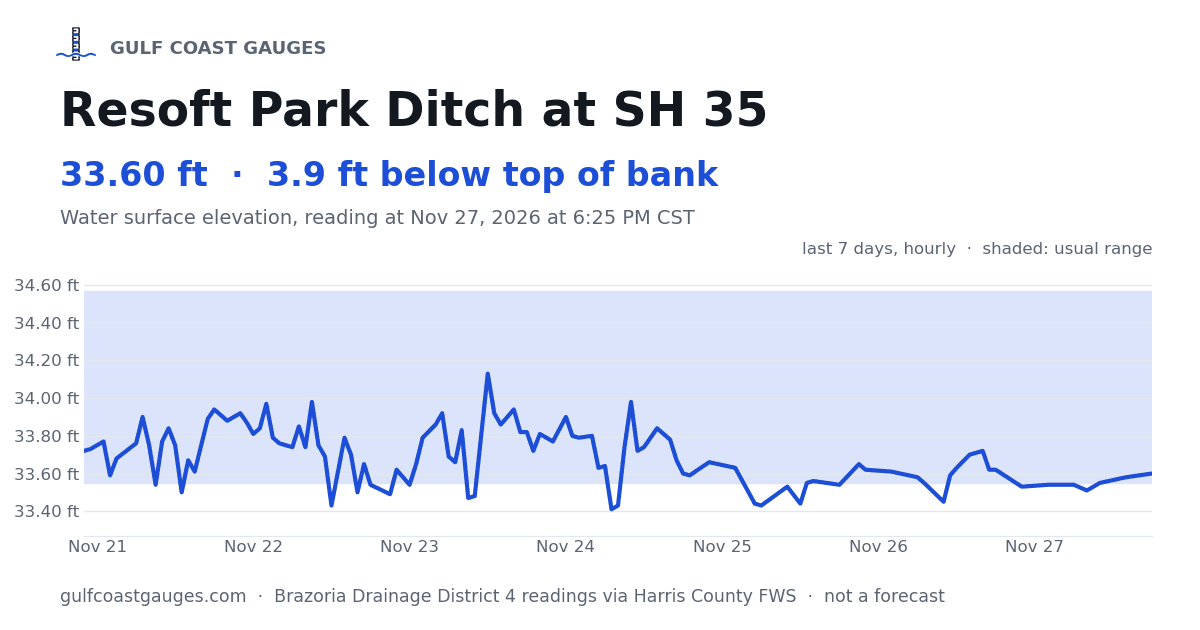 GULF COAST GAUGES
Resoft Park Ditch at SH 35
33.60 ft · 3.9 ft below top of bank
Water surface elevation, reading at Nov 27, 2026 at 6:25 PM CST
last 7 days, hourly · shaded: usual range
34.60 ft
34.40 ft
34.20 ft
34.00 ft
33.80 ft
33.60 ft
33.40 ft
Nov 21 Nov 22 Nov 23 Nov 24 Nov 25 Nov 26 Nov 27
gulfcoastgauges.com · Brazoria Drainage District 4 readings via Harris County FWS · not a forecast